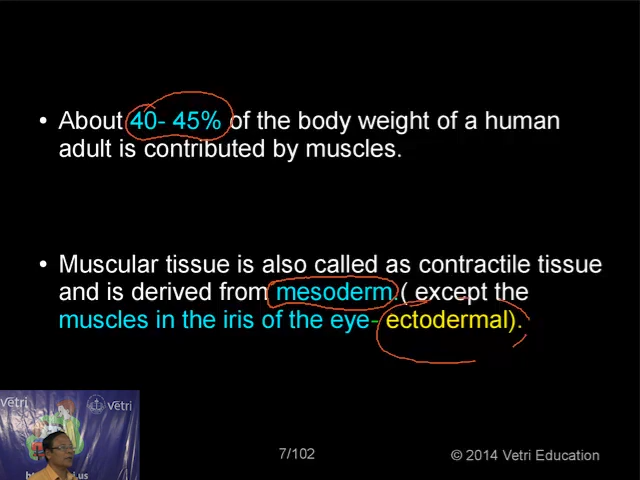 • About 40- 45% of the body weight of a human
adult is contributed by muscles.
• Muscular tissue is also called as contractile tissue
and is derived from mesoderm.( except the
muscles in the iris of the eye- ectodermal).
Vetri Vetri
7/102
© 2014 Vetri Education